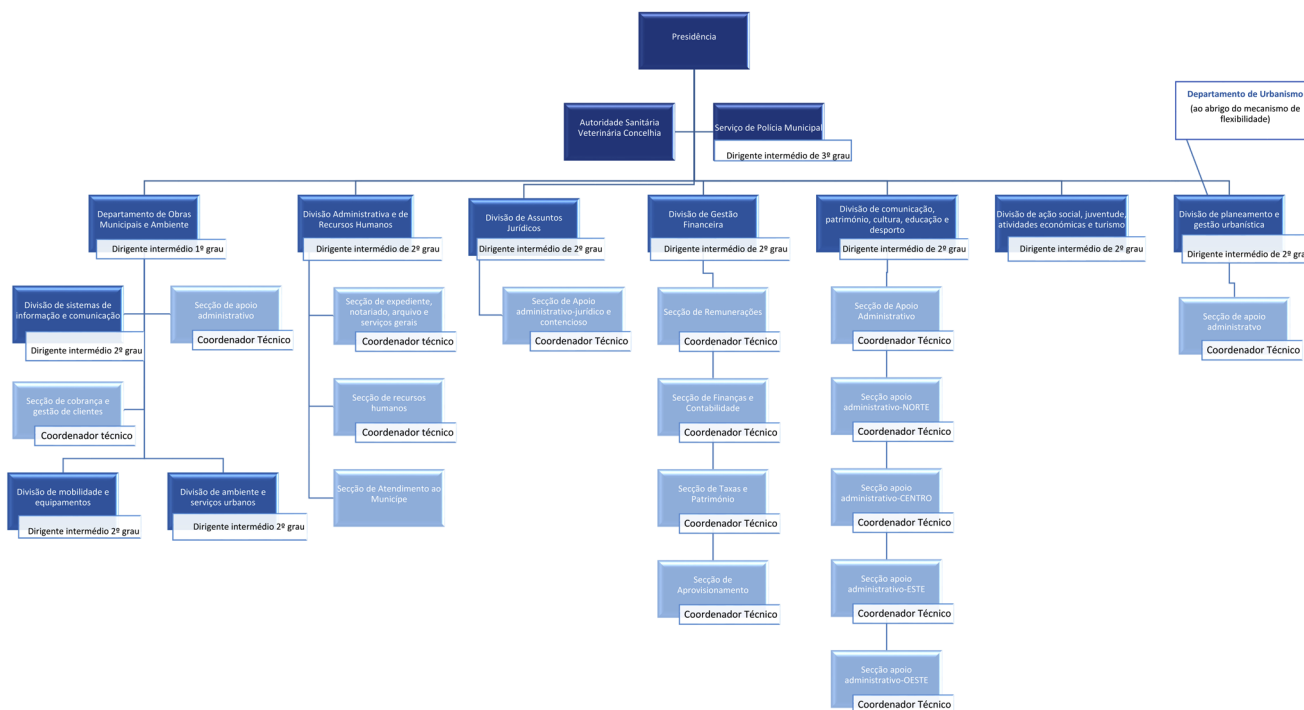 Presidência
Departamento de Urbanismo
(ao abrigo do mecanismo de
flexibilidade)
Autoridade Sanitária
Veterinária Concelhia
Serviço de Polícia Municipal
Dirigente intermédio de 3º grau
Departamento de Obras
Municipais e Ambiente
Dirigente intermédio 1º grau
Divisão Administrativa e de
Recursos Humanos
Dirigente intermédio de 2º grau
Divisão de Assuntos
Jurídicos
Dirigente intermédio de 2º grau
Divisão de Gestão
Financeira
Dirigente intermédio de 2º grau
Divisão de comunicação,
património, cultura, educação e
desporto
Dirigente intermédio de 2º grau
Divisão de ação social, juventude,
atividades económicas e turismo
Dirigente intermédio de 2º grau
Divisão de planeamento e
gestão urbanística
Dirigente intermédio de 2º grau
Divisão de sistemas de
informação e comunicação
Dirigente intermédio 2º grau
Secção de apoio
administrativo
Coordenador Técnico
Secção de cobrança e
gestão de clientes
Coordenador técnico
Divisão de mobilidade e
equipamentos
Dirigente intermédio 2º grau
Divisão de ambiente e
serviços urbanos
Dirigente intermédio 2º grau
Secção de expediente,
notariado, arquivo e
serviços gerais
Coordenador técnico
Secção de recursos
humanos
Coordenador técnico
Secção de Atendimento ao
Municipe
Secção de Apoio
administrativo-jurídico e
contencioso
Coordenador Técnico
Secção de Remunerações
Coordenador Técnico
Secção de Finanças e
Contabilidade
Coordenador Técnico
Secção de Taxas e
Património
Coordenador Técnico
Secção de
Aprovisionamento
Coordenador Técnico
Secção de Apoio
Administrativo
Coordenador Técnico
Secção apoio
administrativo-NORTE
Coordenador Técnico
Secção apoio
administrativo-CENTRO
Coordenador Técnico
Secção apoio
administrativo-ESTE
Coordenador Técnico
Secção apoio
administrativo-OESTE
Coordenador Técnico
Secção de apoio
administratvo
Coordenador Técnico